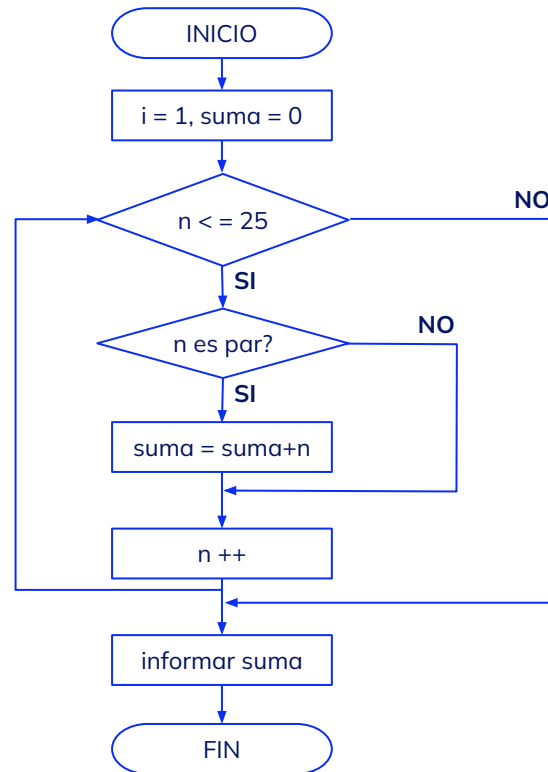 INICIO
i = 1, suma = 0
n < = 25
NO
SI
n es par?
NO
SI
suma = suma+n
n ++
informar suma
FIN